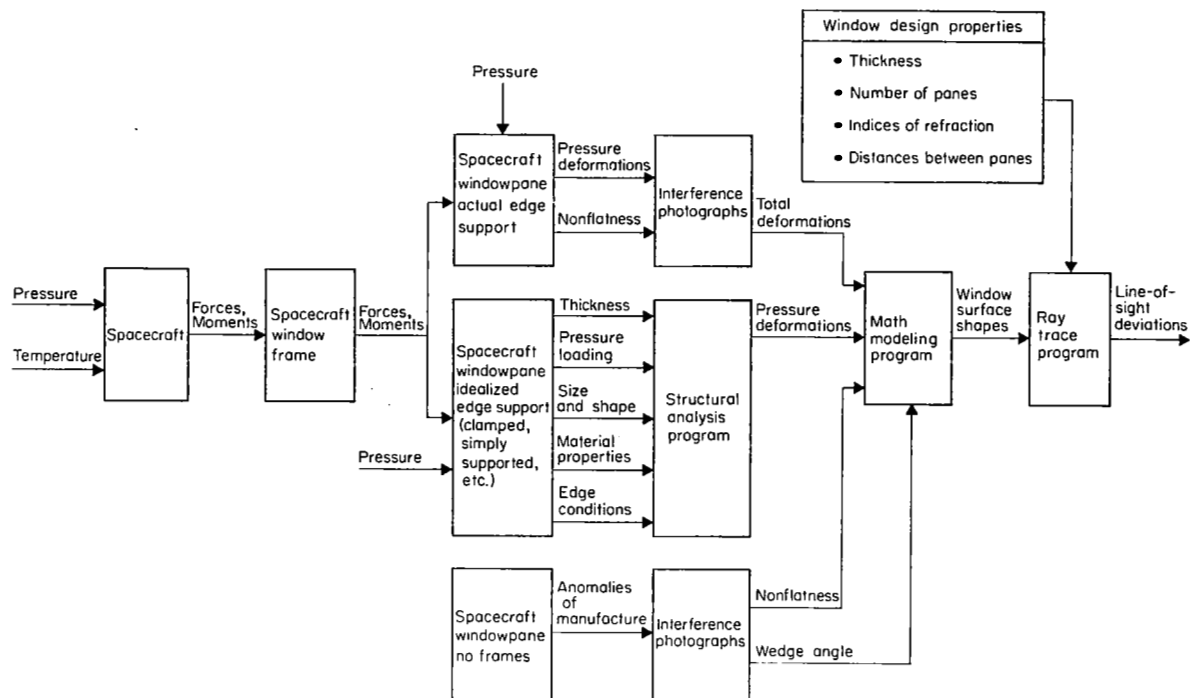 Window design properties
• Thickness
• Number of panes
• Indices of refraction
• Distances between panes
Pressure
Spacecraft
windowpane
actual edge
support
Pressure
deformations
Nonflatness
Interference
photographs
Total
deformations
Pressure
Temperature
Spacecraft
Forces,
Moments
Spacecraft
window
frame
Forces,
Moments
Pressure
Spacecraft
windowpane
idealized
edge support
(clamped,
simply
supported,
etc.)
Thickness
Pressure
loading
Size
and shape
Material
properties
Edge
conditions
Structural
analysis
program
Pressure
deformations
Math
modeling
program
Window
surface
shapes
Ray
trace
program
Line-of-
sight
deviations
Spacecraft
windowpane
no frames
Anomalies
of
manufacture
Interference
photographs
Nonflatness
Wedge angle